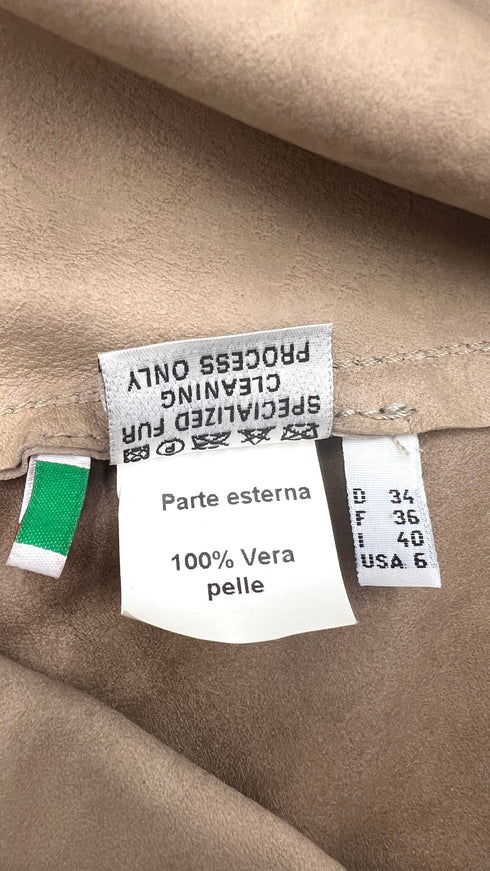 SPECIALIZED FUR
CLEANING
PROCESS ONLY
Parte esterna
100% Vera
pelle
D 34
F 36
I 40
USA 6